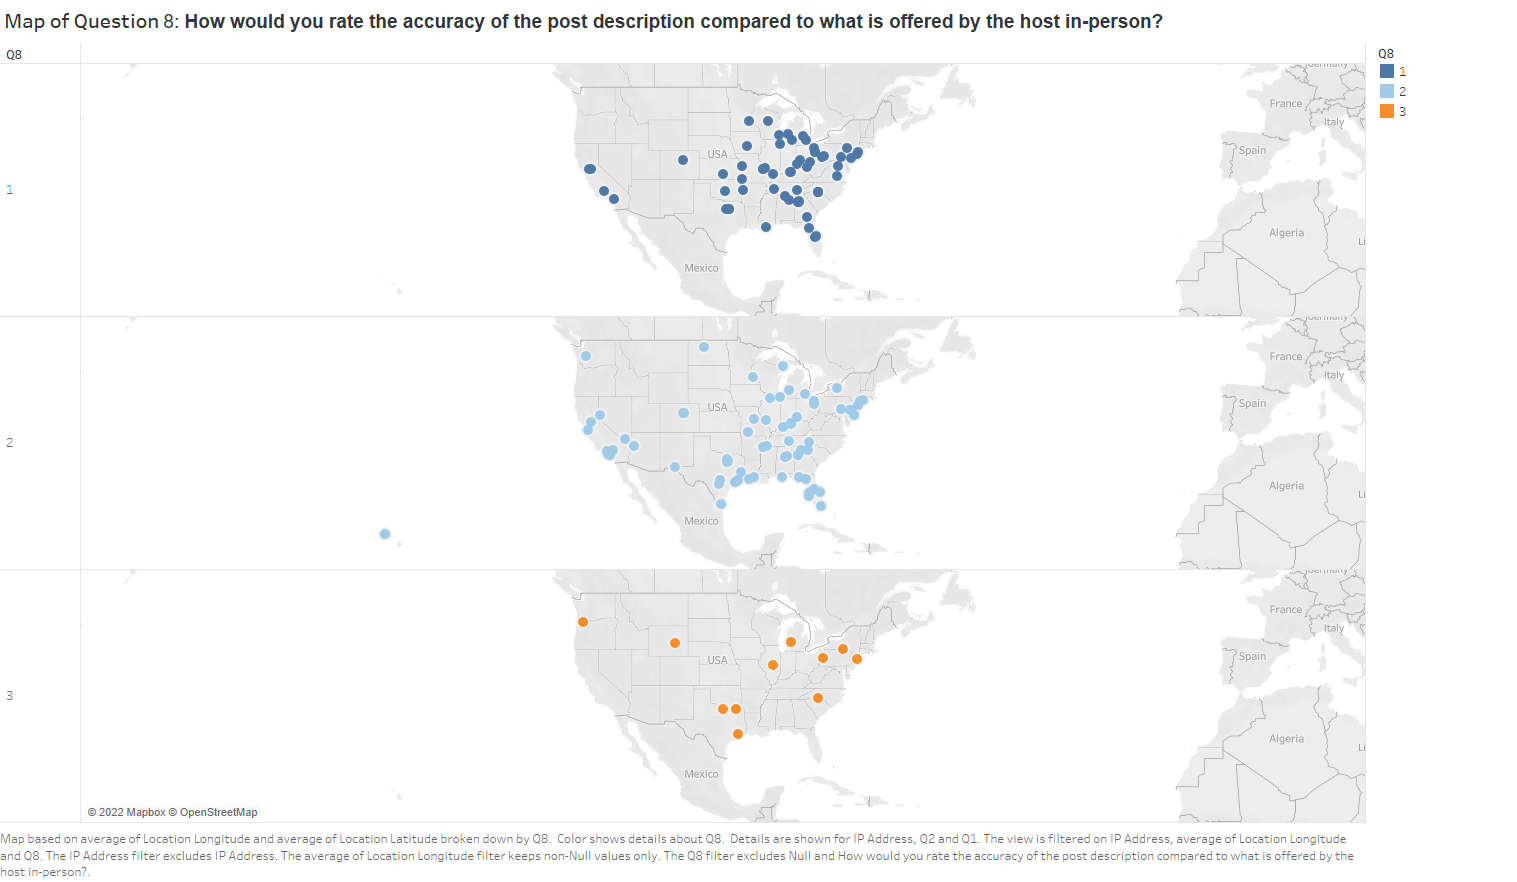 Map of Question 8: How would you rate the accuracy of the post description compared to what is offered by the host in-person?
Q8
Q8
1
2
3
1
USA
Mexico
Germany
France
Italy
Spain
Algeria
Li
2
USA
Mexico
Germany
France
Italy
Spain
Algeria
Li
3
USA
Mexico
Germany
France
Italy
Spain
Algeria
Li
© 2022 Mapbox © OpenStreetMap
Map based on average of Location Longitude and average of Location Latitude broken down by Q8.  Color shows details about Q8.  Details are shown for IP Address, Q2 and Q1. The view is filtered on IP Address, average of Location Longitude
and Q8. The IP Address filter excludes IP Address. The average of Location Longitude filter keeps non-Null values only. The Q8 filter excludes Null and How would you rate the accuracy of the post description compared to what is offered by the
host in-person?.